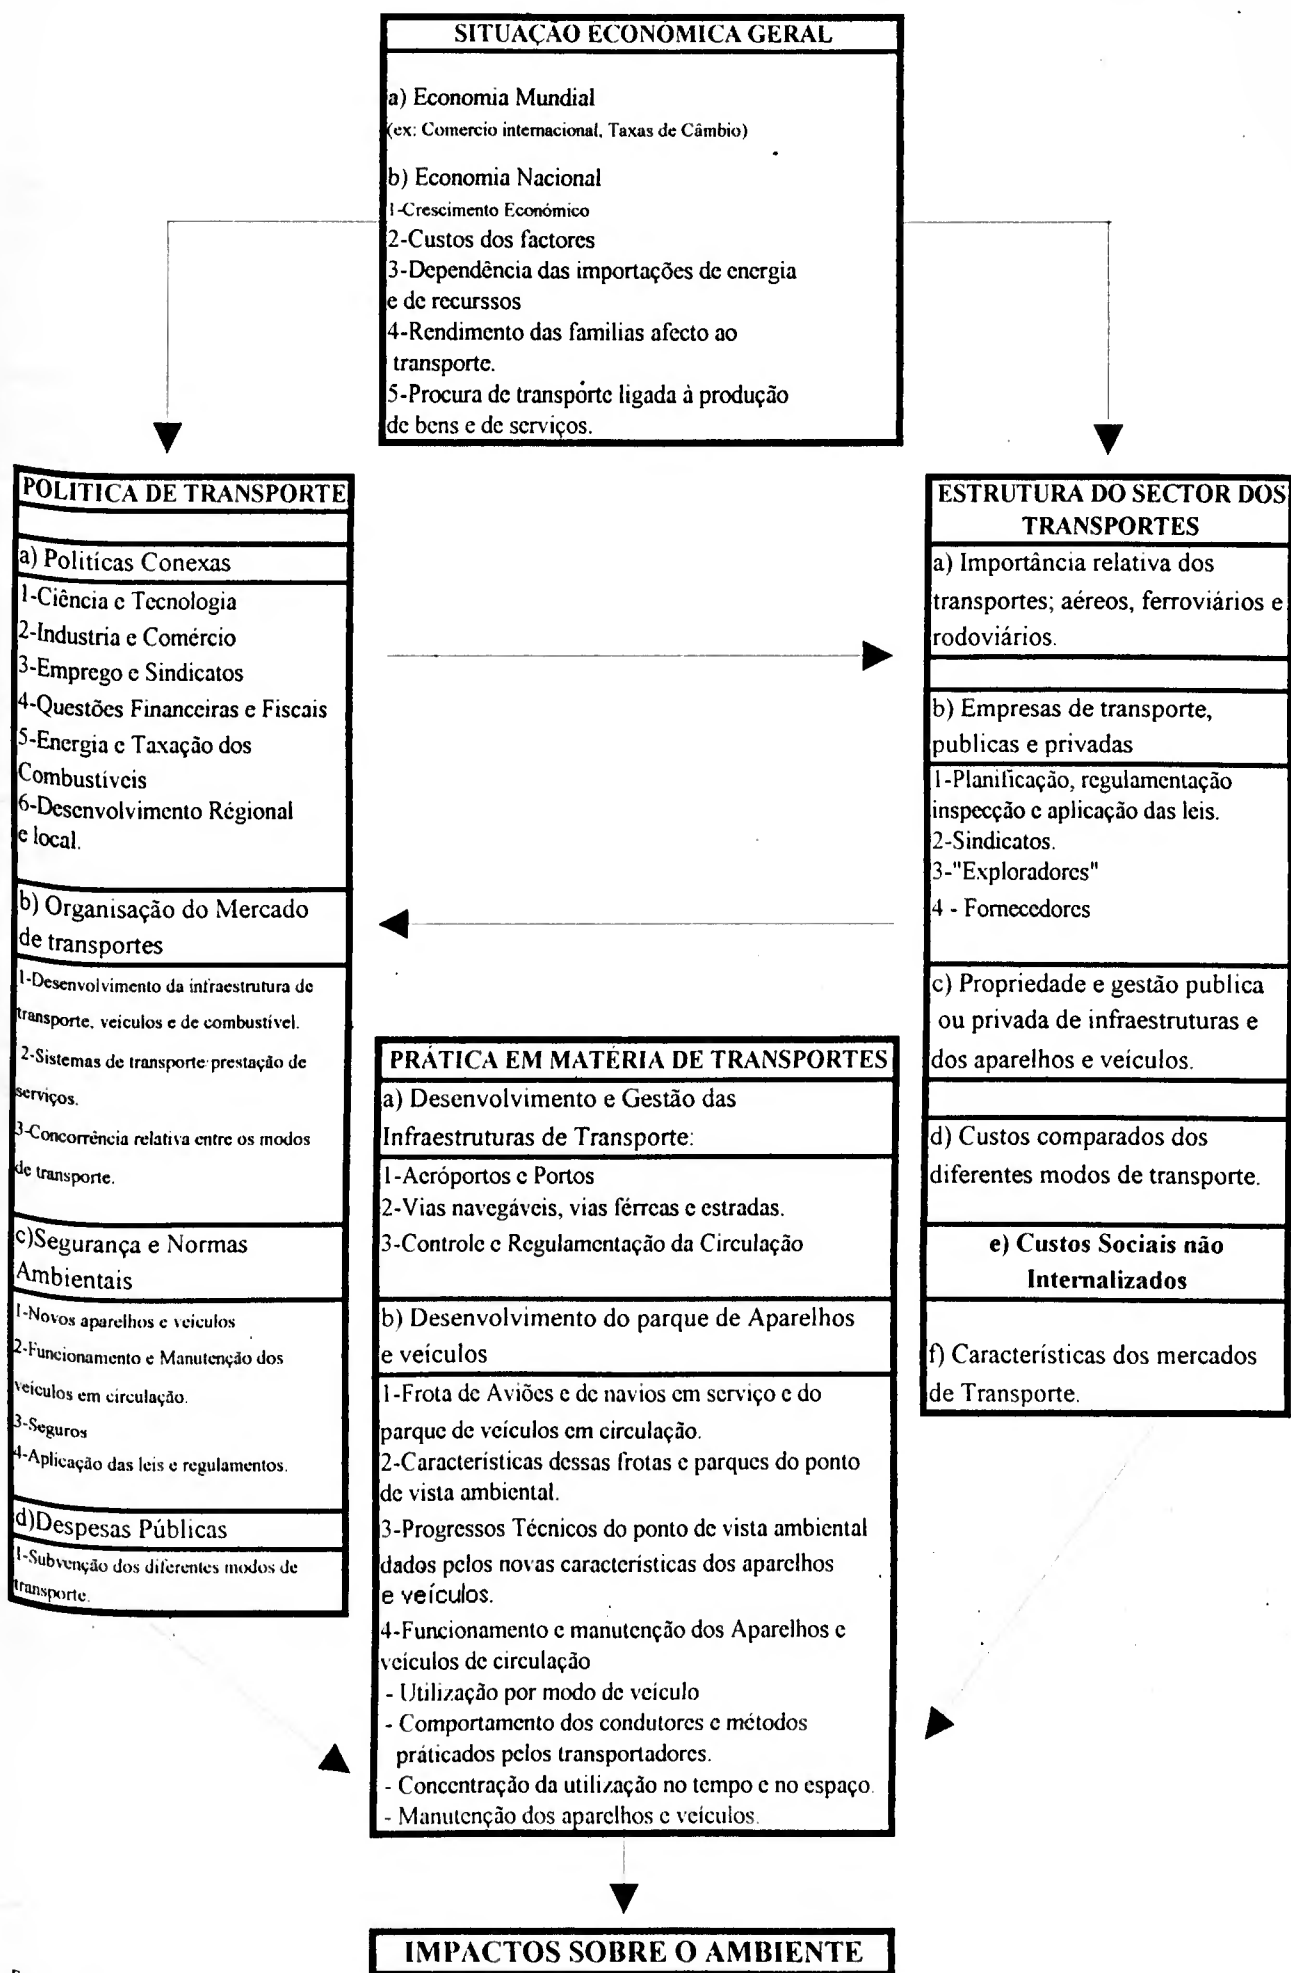 SITUAÇÃO ECONÓMICA GERAL
a) Economia Mundial
(ex: Comercio internacional, Taxas de Câmbio)
b) Economia Nacional
1-Crescimento Económico
2-Custos dos factores
3-Dependência das importações de energia
e de recurssos
4-Rendimento das familias afecto ao
transporte.
5-Procura de transporte ligada à produção
de bens e de serviços.
POLITICA DE TRANSPORTE
a) Politícas Conexas
1-Ciência e Tecnologia
2-Industria e Comércio
3-Emprego e Sindicatos
4-Questões Financeiras e Fiscais
5-Energia e Taxação dos
Combustíveis
6-Desenvolvimento Régional
e local.
b) Organisação do Mercado
de transportes
1-Desenvolvimento da infraestrutura de
transporte, veiculos e de combustível.
2-Sistemas de transporte prestação de
serviços.
3-Concorrência relativa entre os modos
de transporte.
c)Segurança e Normas
Ambientais
1-Novos aparelhos e veiculos
2-Funcionamento e Manutenção dos
veículos em circulação.
3-Seguros
4-Aplicação das leis e regulamentos.
d)Despesas Públicas
1-Subvenção dos diferentes modos de
transporte.
ESTRUTURA DO SECTOR DOS
TRANSPORTES
a) Importância relativa dos
transportes; aéreos, ferroviários e
rodoviários.
b) Empresas de transporte,
publicas e privadas
1-Planificação, regulamentação
inspecção e aplicação das leis.
2-Sindicatos.
3-"Exploradores"
4 - Fornecedores
c) Propriedade e gestão publica
ou privada de infraestruturas e
dos aparelhos e veículos.
d) Custos comparados dos
diferentes modos de transporte.
e) Custos Sociais não
Internalizados
f) Características dos mercados
de Transporte.
PRÁTICA EM MATÉRIA DE TRANSPORTES
a) Desenvolvimento e Gestão das
Infraestruturas de Transporte:
1-Aeróportos e Portos
2-Vias navegáveis, vias férreas e estradas.
3-Controle e Regulamentação da Circulação
b) Desenvolvimento do parque de Aparelhos
e veículos
1-Frota de Aviões e de navios em serviço e do
parque de veículos em circulação.
2-Características dessas frotas e parques do ponto
de vista ambiental.
3-Progressos Técnicos do ponto de vista ambiental
dados pelos novas características dos aparelhos
e veículos.
4-Funcionamento e manutenção dos Aparelhos e
veículos de circulação
- Utilização por modo de veículo
- Comportamento dos condutores e métodos
práticados pelos transportadores.
- Concentração da utilização no tempo e no espaço.
- Manutenção dos aparelhos e veículos.
IMPACTOS SOBRE O AMBIENTE